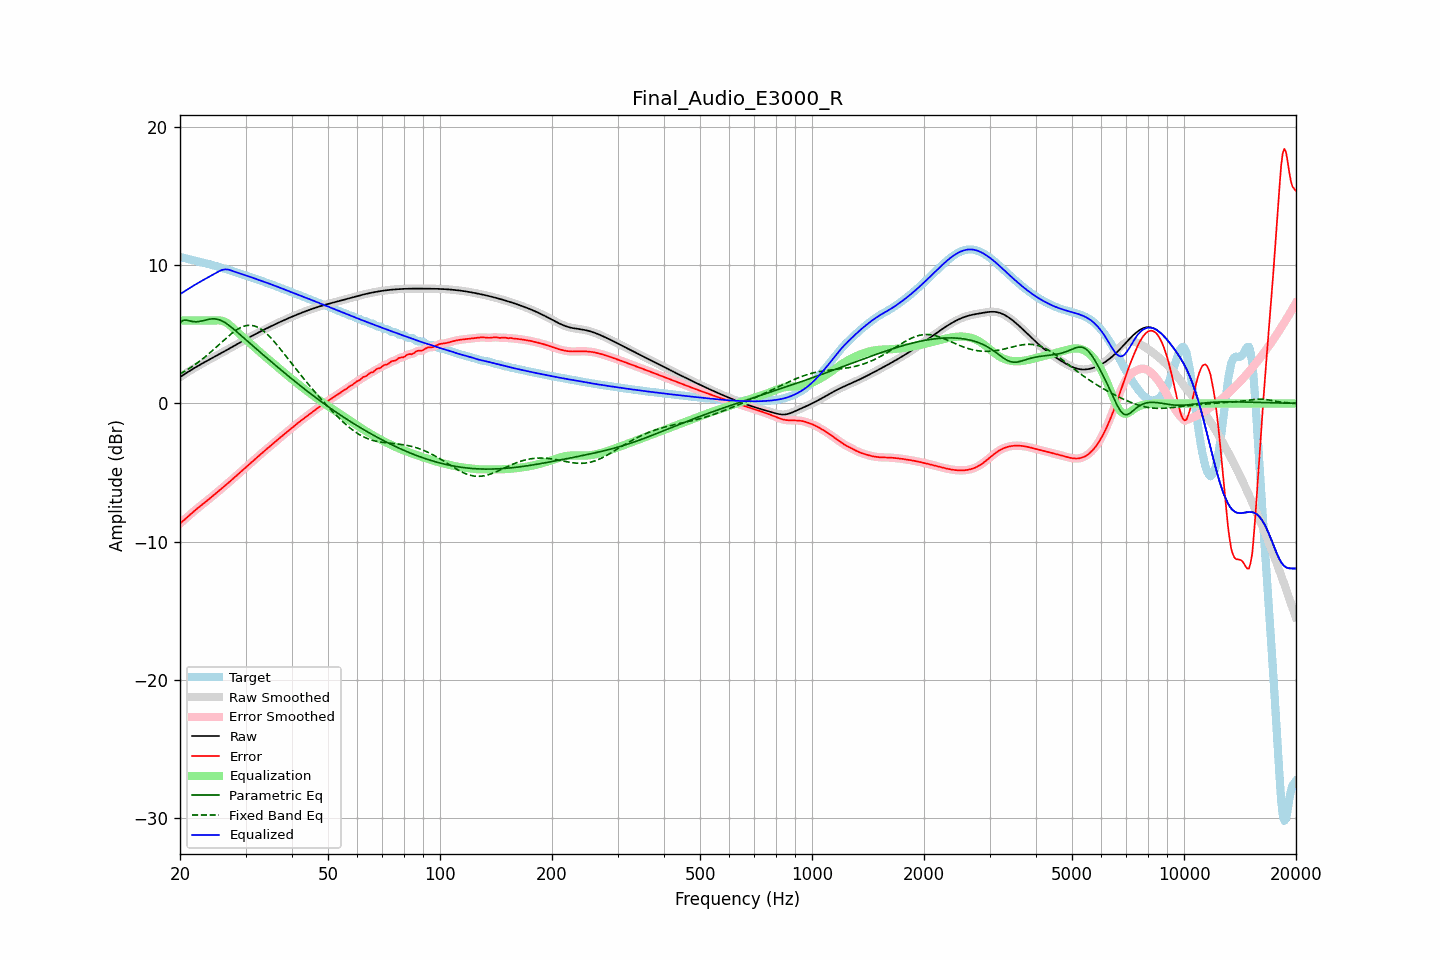 Final_Audio_E3000_R
20
10
0
−10
−20
−30
Amplitude (dBr)
Target
Raw Smoothed
Error Smoothed
Raw
Error
Equalization
Parametric Eq
Fixed Band Eq
Equalized
20 50 100 200 500 1000 2000 5000 10000 20000
Frequency (Hz)